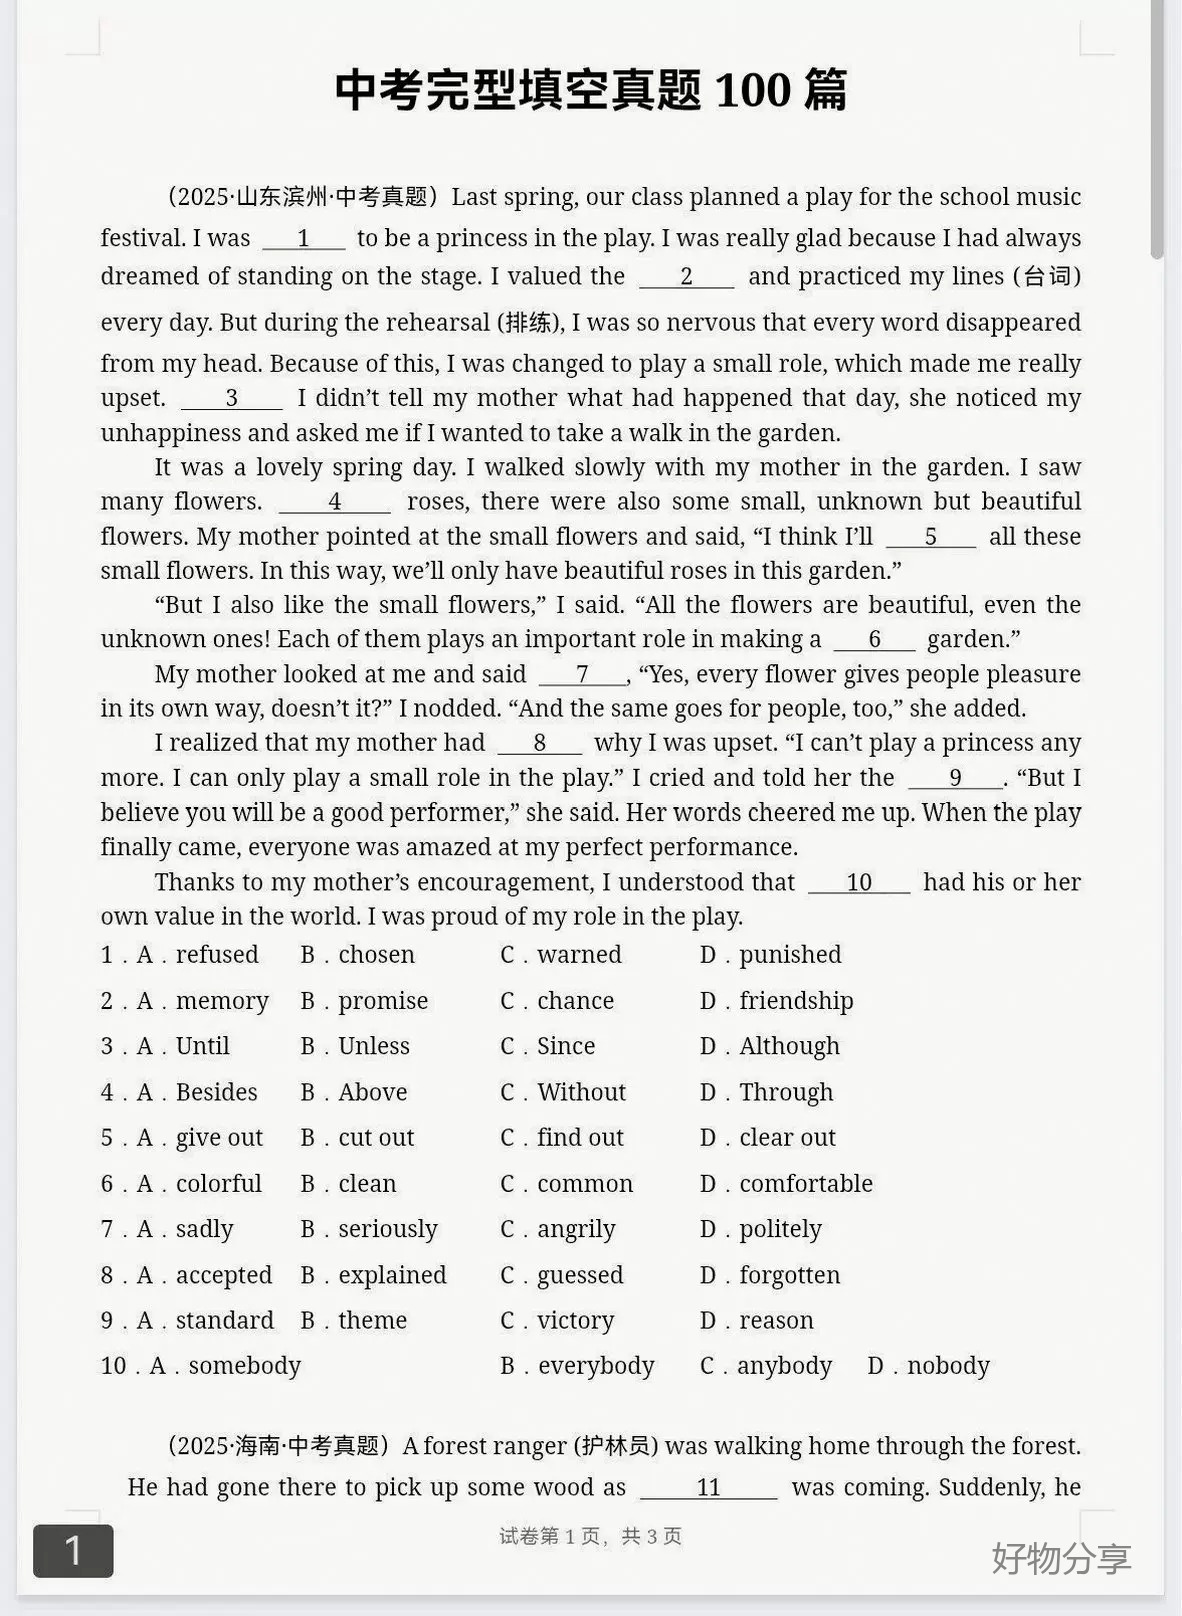 中考完型填空真题 100 篇
（2025·山东滨州·中考真题）Last spring, our class planned a play for the school music
festival. I was ___1___ to be a princess in the play. I was really glad because I had always
dreamed of standing on the stage. I valued the ___2___ and practiced my lines (台词)
every day. But during the rehearsal (排练), I was so nervous that every word disappeared
from my head. Because of this, I was changed to play a small role, which made me really
upset. ___3___ I didn’t tell my mother what had happened that day, she noticed my
unhappiness and asked me if I wanted to take a walk in the garden.
It was a lovely spring day. I walked slowly with my mother in the garden. I saw
many flowers. ___4___ roses, there were also some small, unknown but beautiful
flowers. My mother pointed at the small flowers and said, “I think I’ll ___5___ all these
small flowers. In this way, we’ll only have beautiful roses in this garden.”
“But I also like the small flowers,” I said. “All the flowers are beautiful, even the
unknown ones! Each of them plays an important role in making a ___6___ garden.”
My mother looked at me and said ___7___, “Yes, every flower gives people pleasure
in its own way, doesn’t it?” I nodded. “And the same goes for people, too,” she added.
I realized that my mother had ___8___ why I was upset. “I can’t play a princess any
more. I can only play a small role in the play.” I cried and told her the ___9___. “But I
believe you will be a good performer,” she said. Her words cheered me up. When the play
finally came, everyone was amazed at my perfect performance.
Thanks to my mother’s encouragement, I understood that ___10___ had his or her
own value in the world. I was proud of my role in the play.
1．A．refused B．chosen C．warned D．punished
2．A．memory B．promise C．chance D．friendship
3．A．Until B．Unless C．Since D．Although
4．A．Besides B．Above C．Without D．Through
5．A．give out B．cut out C．find out D．clear out
6．A．colorful B．clean C．common D．comfortable
7．A．sadly B．seriously C．angrily D．politely
8．A．accepted B．explained C．guessed D．forgotten
9．A．standard B．theme C．victory D．reason
10．A．somebody B．everybody C．anybody D．nobody
（2025·海南·中考真题）A forest ranger (护林员) was walking home through the forest.
He had gone there to pick up some wood as ___11___ was coming. Suddenly, he
试卷第 1 页，共 3 页
1
好物分享